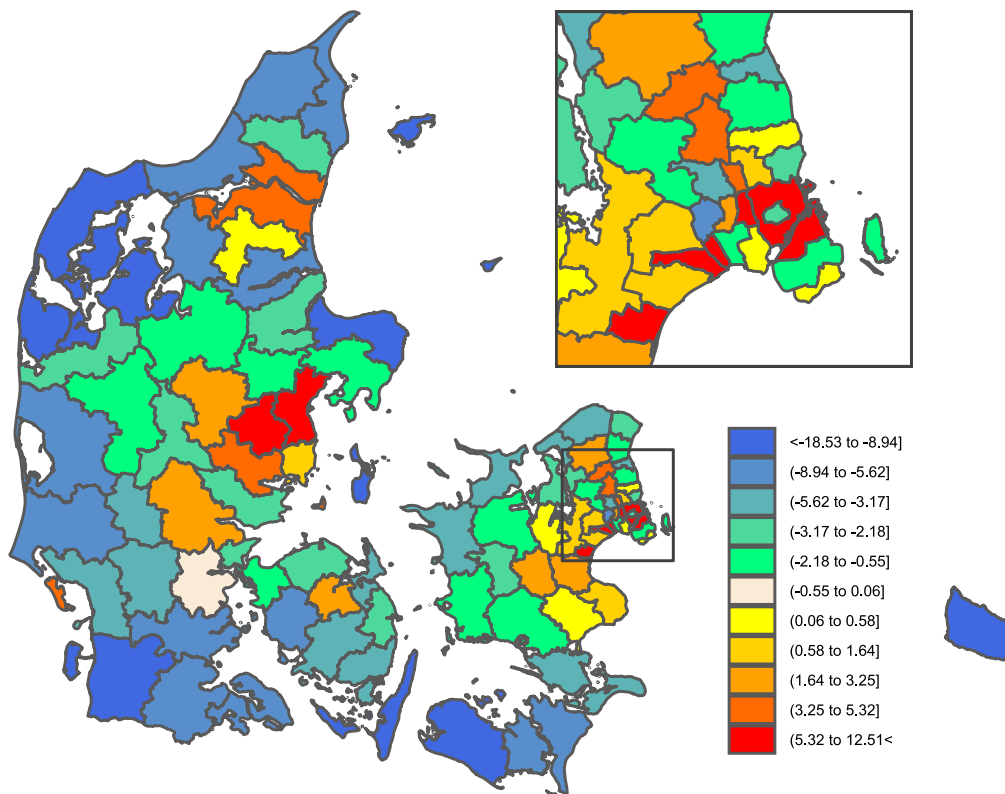 <-18.53 to -8.94]
(-8.94 to -5.62]
(-5.62 to -3.17]
(-3.17 to -2.18]
(-2.18 to -0.55]
(-0.55 to 0.06]
(0.06 to 0.58]
(0.58 to 1.64]
(1.64 to 3.25]
(3.25 to 5.32]
(5.32 to 12.51<